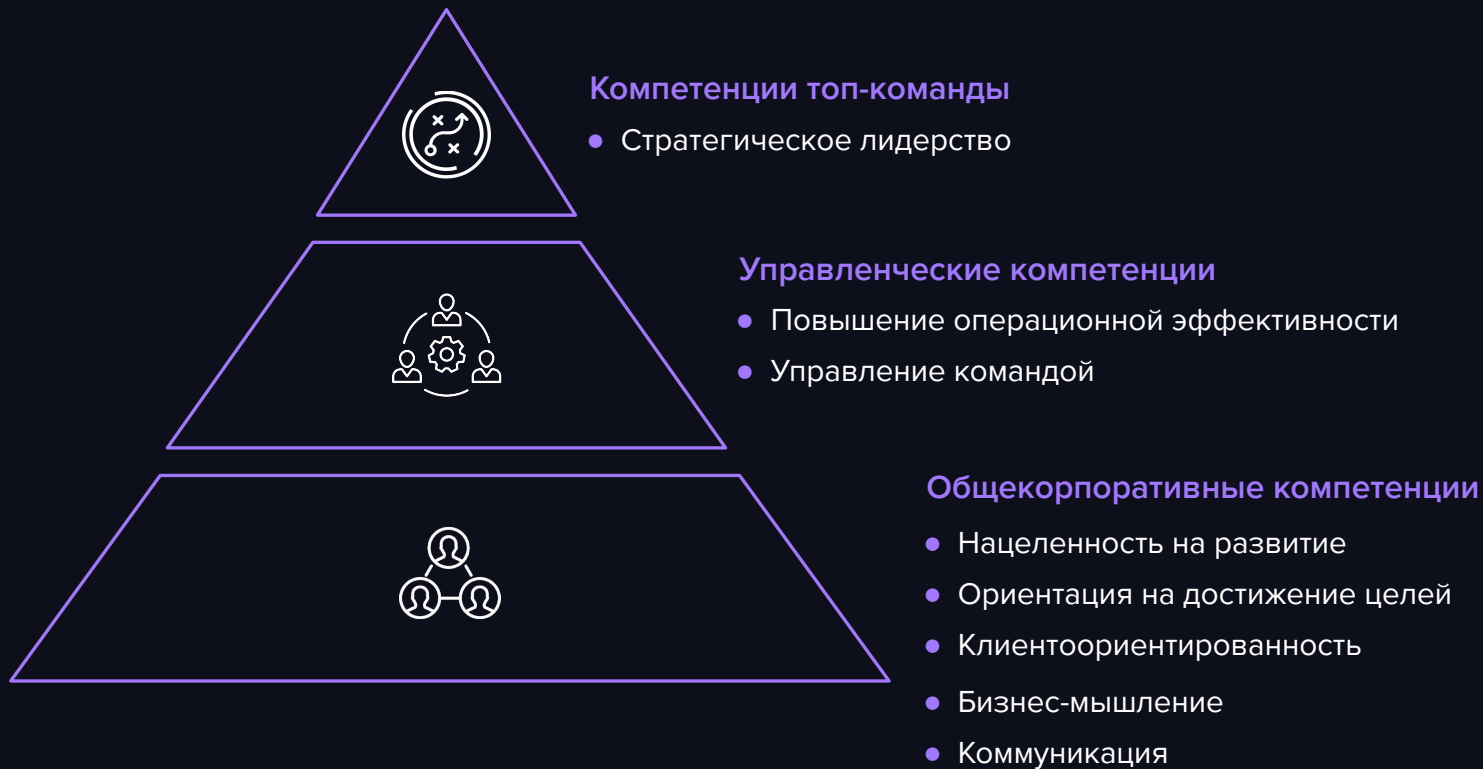 Компетенции топ-команды
• Стратегическое лидерство
Управленческие компетенции
• Повышение операционной эффективности
• Управление командой
Общекорпоративные компетенции
• Нацеленность на развитие
• Ориентация на достижение целей
• Клиентоориентированность
• Бизнес-мышление
• Коммуникация